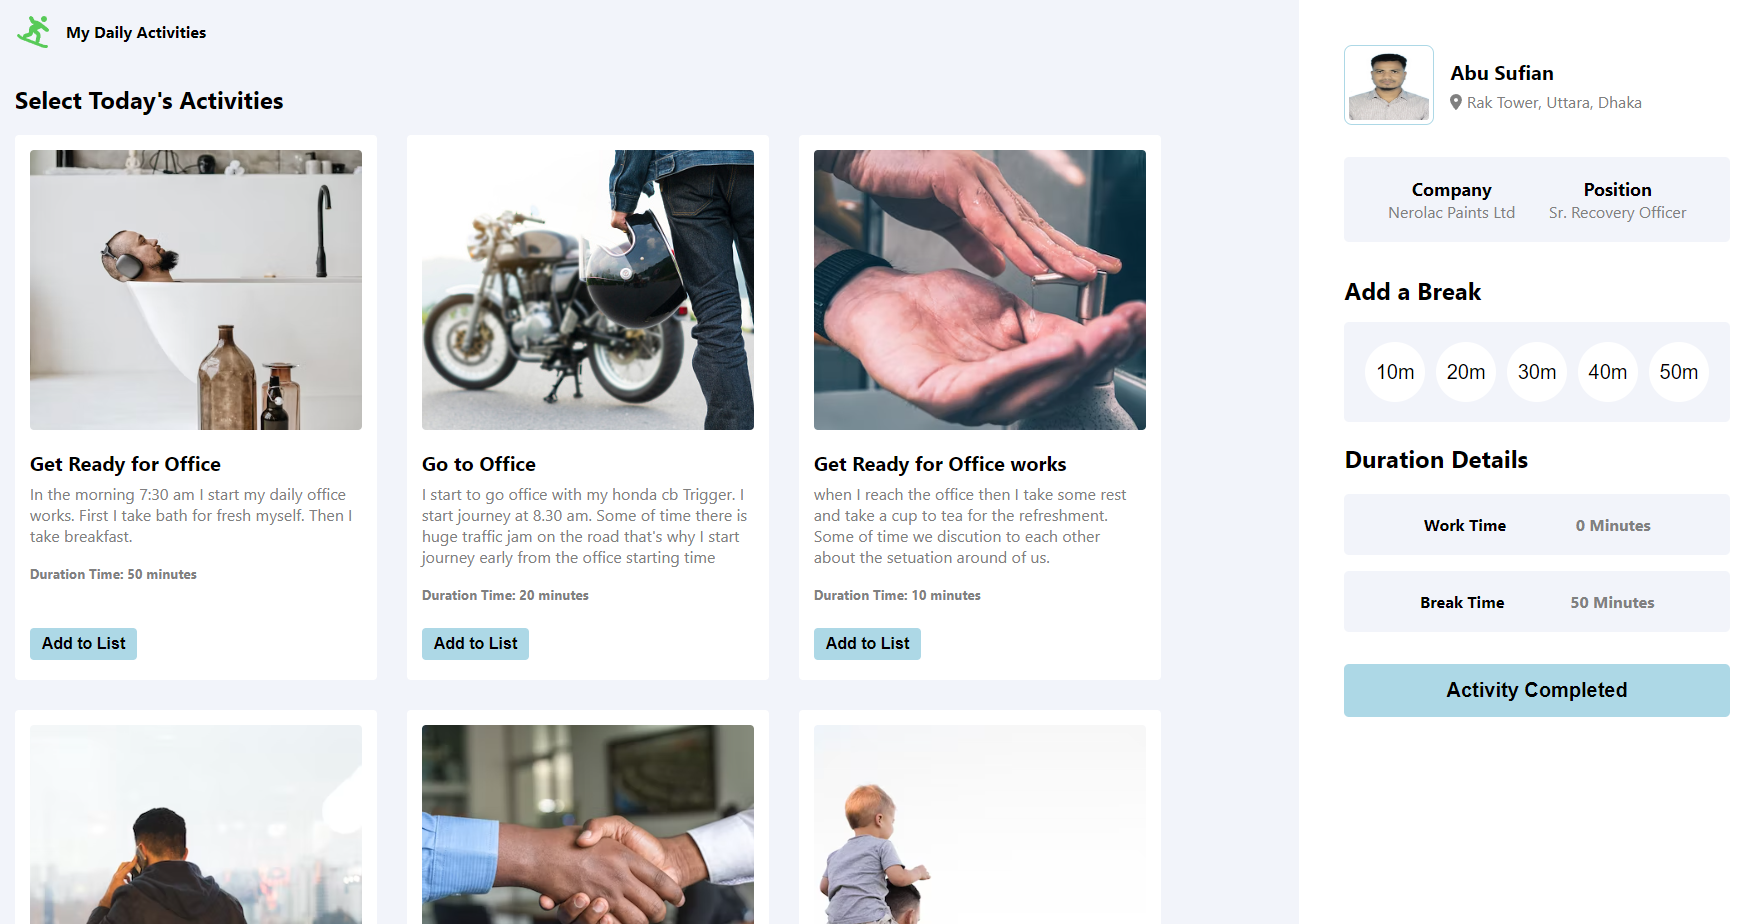 My Daily Activities
Select Today's Activities
Get Ready for Office
In the morning 7:30 am I start my daily office
works. First I take bath for fresh myself. Then I
take breakfast.
Duration Time: 50 minutes
Add to List
Go to Office
I start to go office with my honda cb Trigger. I
start journey at 8.30 am. Some of time there is
huge traffic jam on the road that's why I start
journey early from the office starting time
Duration Time: 20 minutes
Add to List
Get Ready for Office works
when I reach the office then I take some rest
and take a cup to tea for the refreshment.
Some of time we discution to each other
about the setuation around of us.
Duration Time: 10 minutes
Add to List
Abu Sufian
Rak Tower, Uttara, Dhaka
Company
Nerolac Paints Ltd
Position
Sr. Recovery Officer
Add a Break
10m 20m 30m 40m 50m
Duration Details
Work Time 0 Minutes
Break Time 50 Minutes
Activity Completed